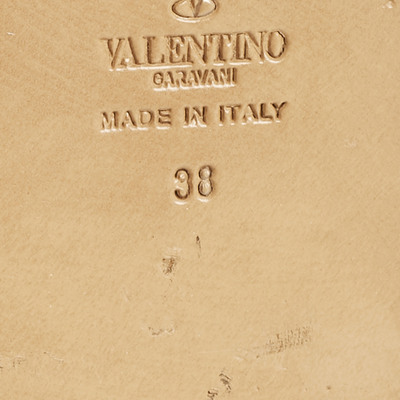 VALENTINO
GARAVANI
MADE IN ITALY
38